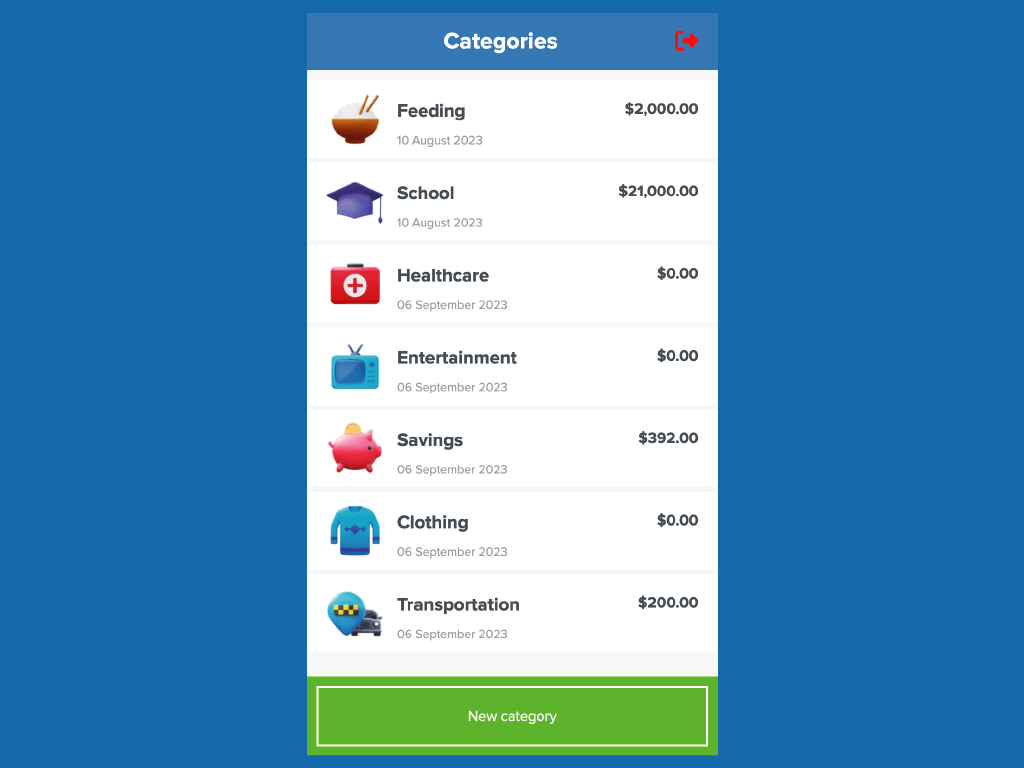 Categories
Feeding
$2,000.00
10 August 2023
School
$21,000.00
10 August 2023
Healthcare
$0.00
06 September 2023
Entertainment
$0.00
06 September 2023
Savings
$392.00
06 September 2023
Clothing
$0.00
06 September 2023
Transportation
$200.00
06 September 2023
New category